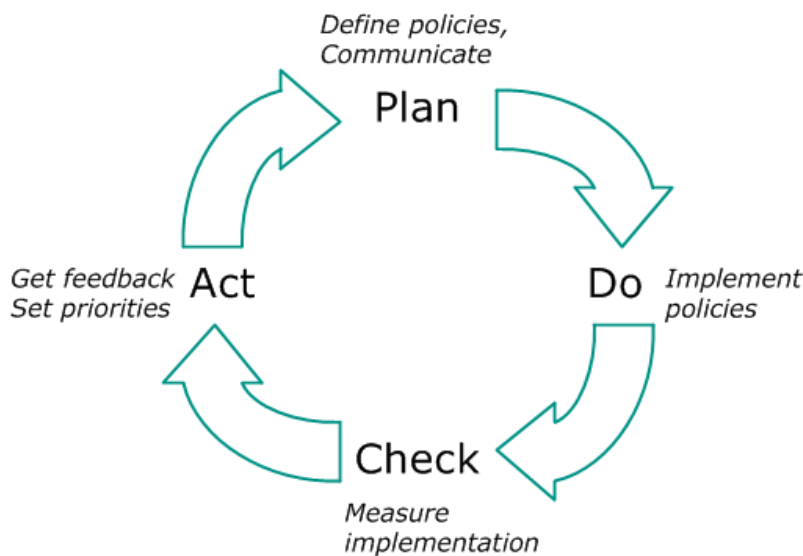 Define policies,
Communicate
Plan
Get feedback
Set priorities
Act
Do
Implement
policies
Check
Measure
implementation